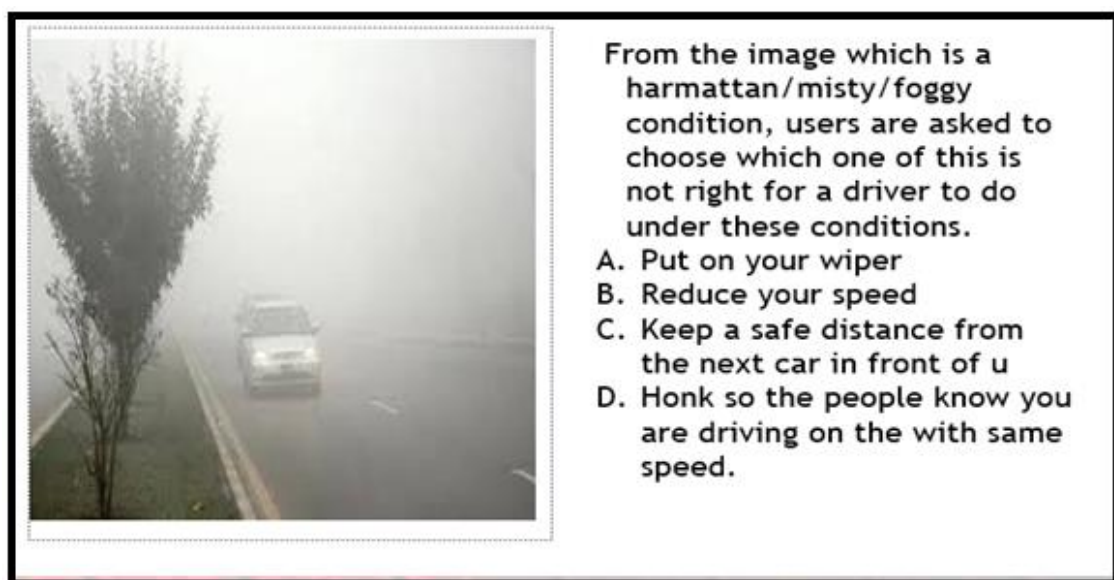 From the image which is a
harmattan/misty/foggy
condition, users are asked to
choose which one of this is
not right for a driver to do
under these conditions.
A. Put on your wiper
B. Reduce your speed
C. Keep a safe distance from
the next car in front of u
D. Honk so the people know you
are driving on the with same
speed.